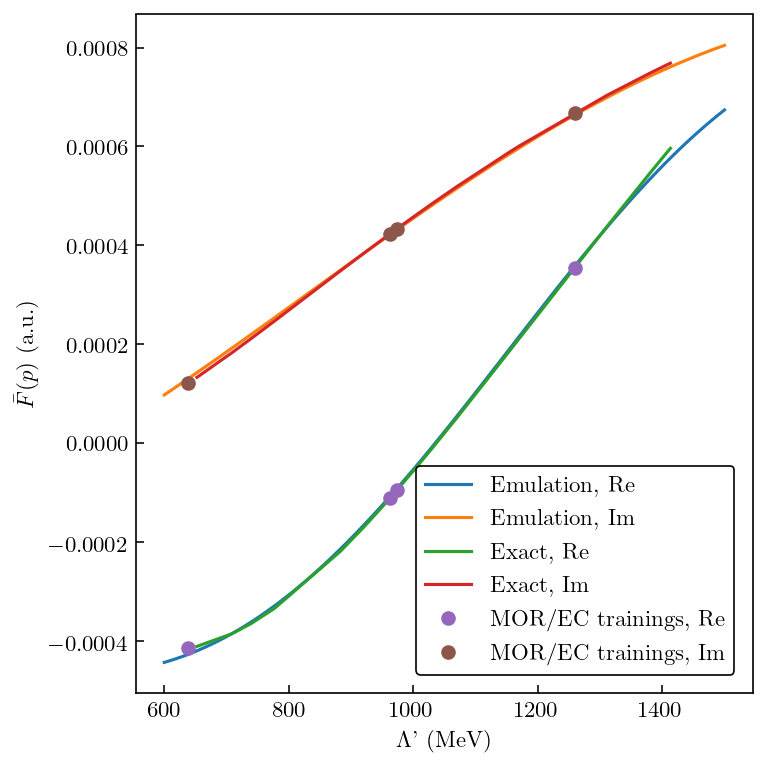 0.0008
0.0006
0.0004
0.0002
0.0000
−0.0002
−0.0004
F̄(p) (a.u.)
Emulation, Re
Emulation, Im
Exact, Re
Exact, Im
MOR/EC trainings, Re
MOR/EC trainings, Im
600 800 1000 1200 1400
Λ' (MeV)